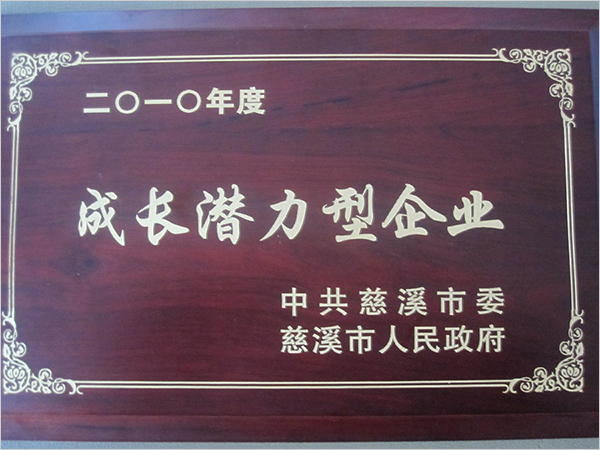 二〇一〇年度
成长潜力型企业
中共慈溪市委
慈溪市人民政府